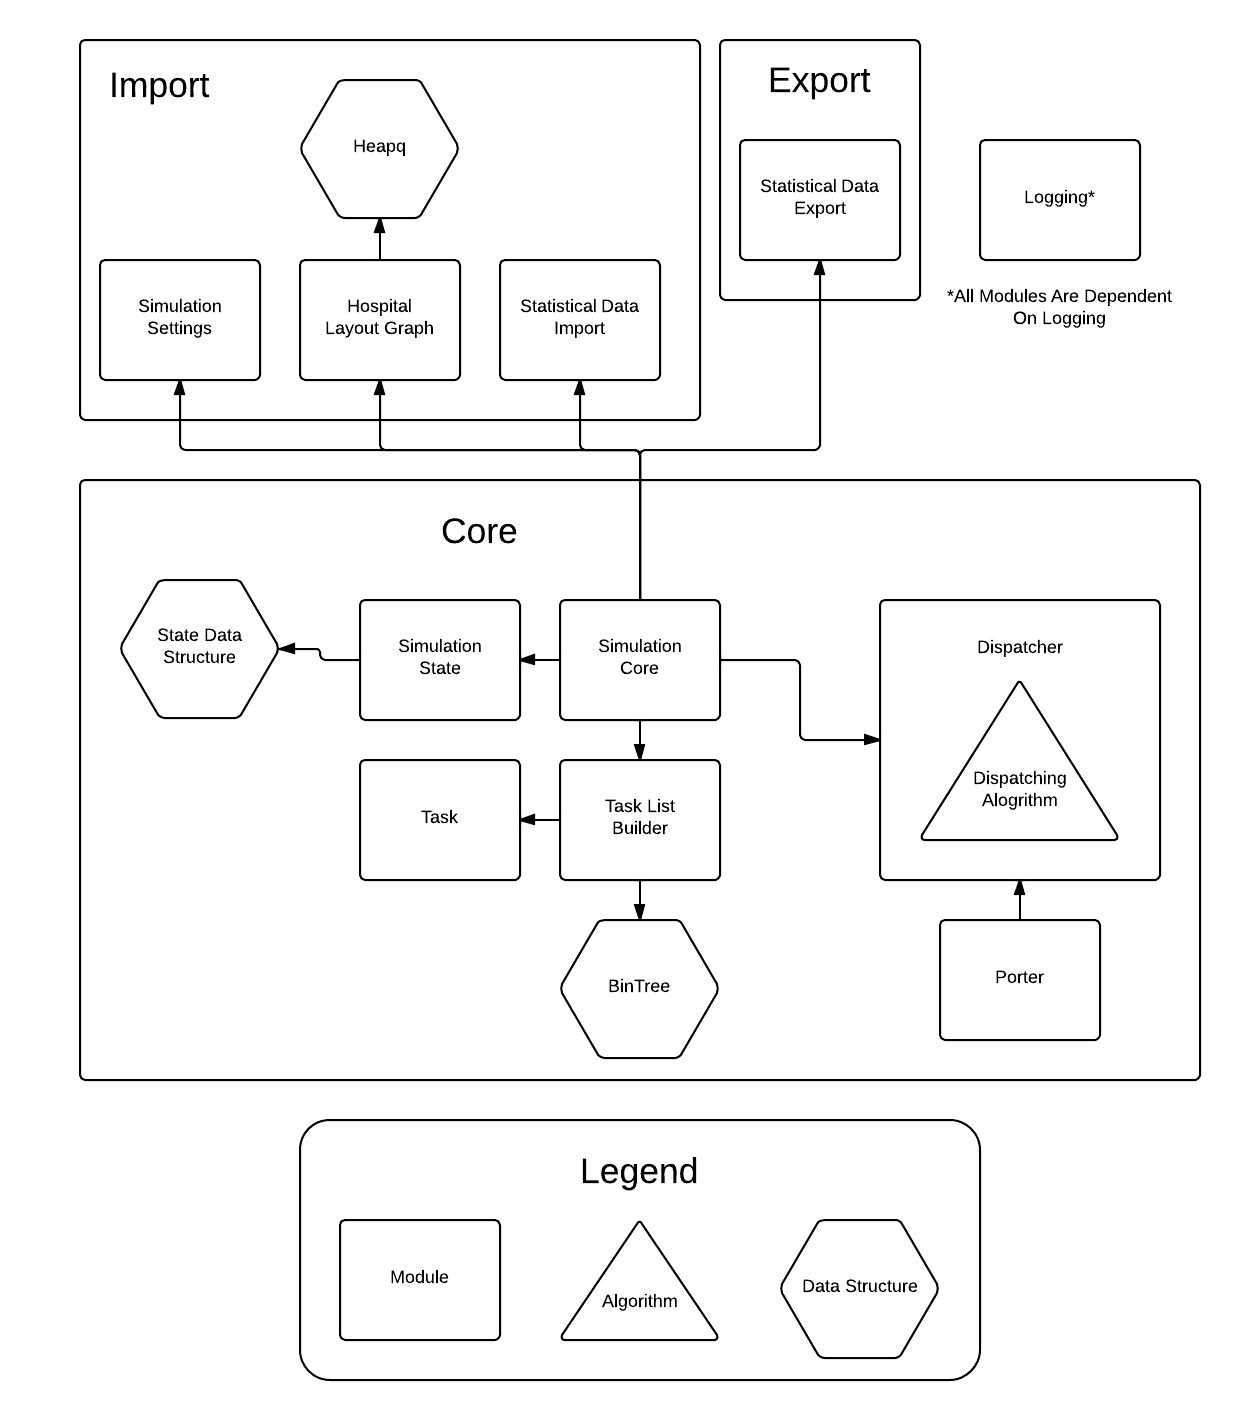 Import
Heapq
Simulation
Settings
Hospital
Layout Graph
Statistical Data
Import
Export
Statistical Data
Export
Logging*
*All Modules Are Dependent
On Logging
Core
State Data
Structure
Simulation
State
Simulation
Core
Dispatcher
Dispatching
Alogrithm
Task
Task List
Builder
BinTree
Porter
Legend
Module
Algorithm
Data Structure